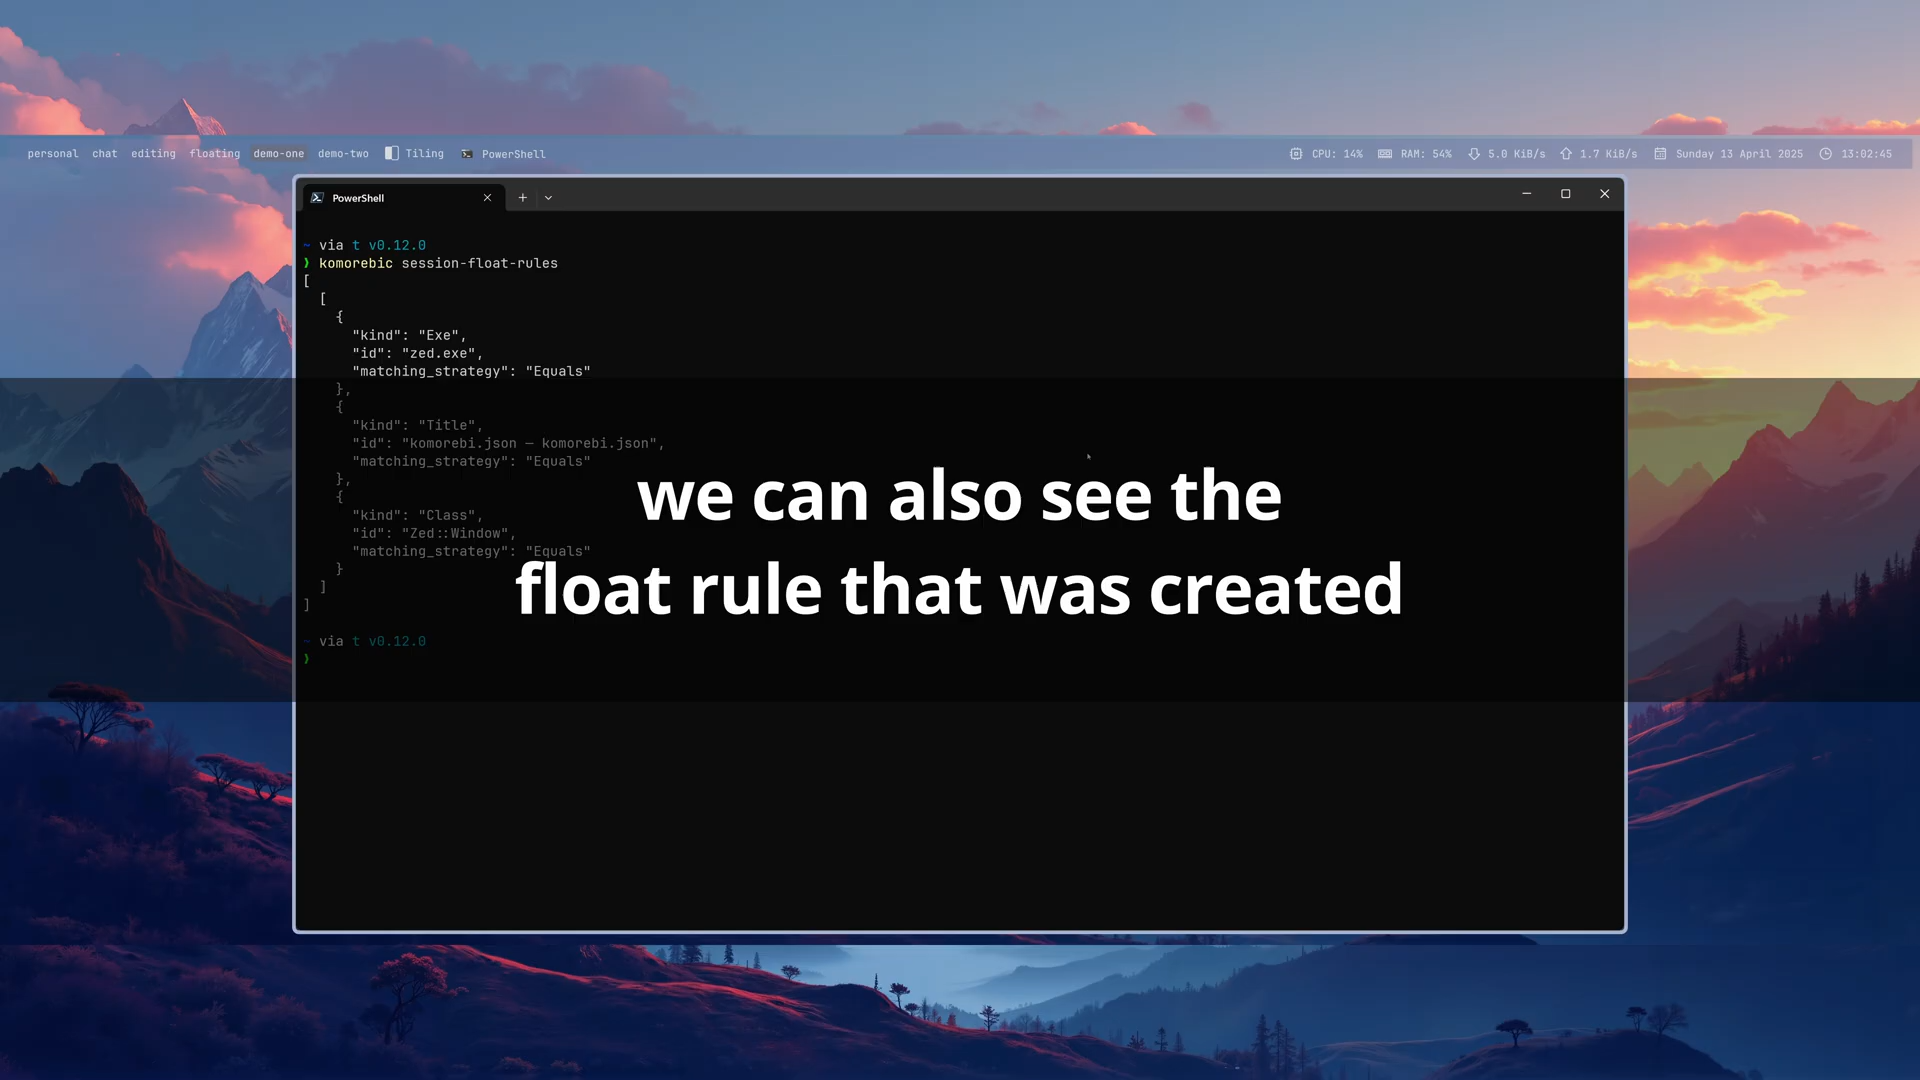 personal chat editing floating demo-one demo-two Tiling PowerShell CPU: 14% RAM: 54% 5.0 KiB/s 1.7 KiB/s Sunday 13 April 2025 13:02:45
PowerShell
~ via t v0.12.0
❯ komorebic session-float-rules
[
[
{
"kind": "Exe",
"id": "zed.exe",
"matching_strategy": "Equals"
},
{
"kind": "Title",
"id": "komorebi.json — komorebi.json",
"matching_strategy": "Equals"
},
{
"kind": "Class",
"id": "Zed::Window",
"matching_strategy": "Equals"
}
]
]
~ via t v0.12.0
❯
we can also see the
float rule that was created